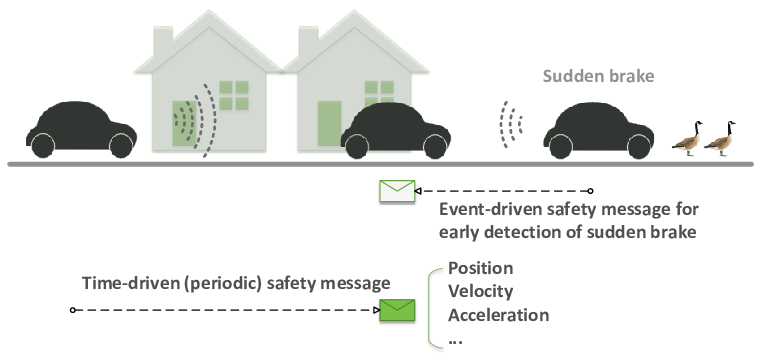 Sudden brake
Event-driven safety message for
early detection of sudden brake
Time-driven (periodic) safety message
Position
Velocity
Acceleration
...